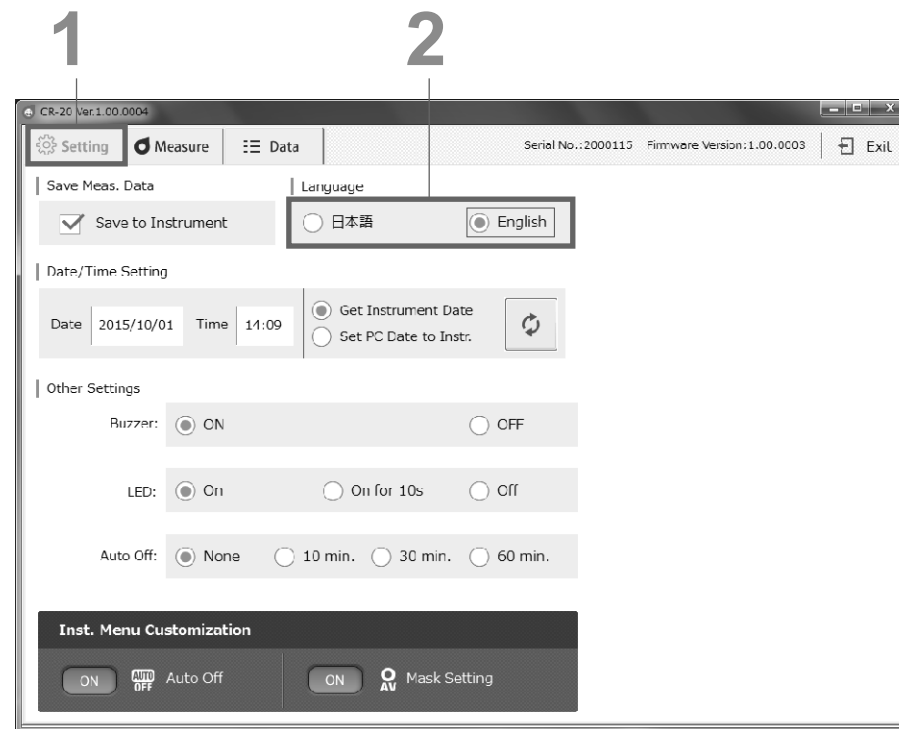 1 2
CR-20 Ver.1.00.0004
Setting Measure Data Serial No.:2000115 Firmware Version:1.00.0003 Exit
Save Meas. Data Language
Save to Instrument 日本語 English
Date/Time Setting
Date 2015/10/01 Time 14:09 Get Instrument Date
Set PC Date to Instr.
Other Settings
Buzzer: ON OFF
LED: On On for 10s Off
Auto Off: None 10 min. 30 min. 60 min.
Inst. Menu Customization
ON AUTO OFF Auto Off ON AV Mask Setting